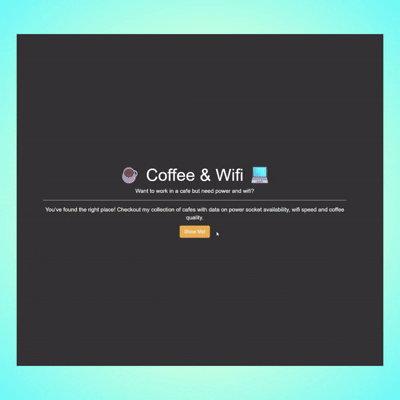 Coffee & Wifi
Want to work in a cafe but need power and wifi?
You've found the right place! Checkout my collection of cafes with data on power socket availability, wifi speed and coffee
quality.
Show Me!